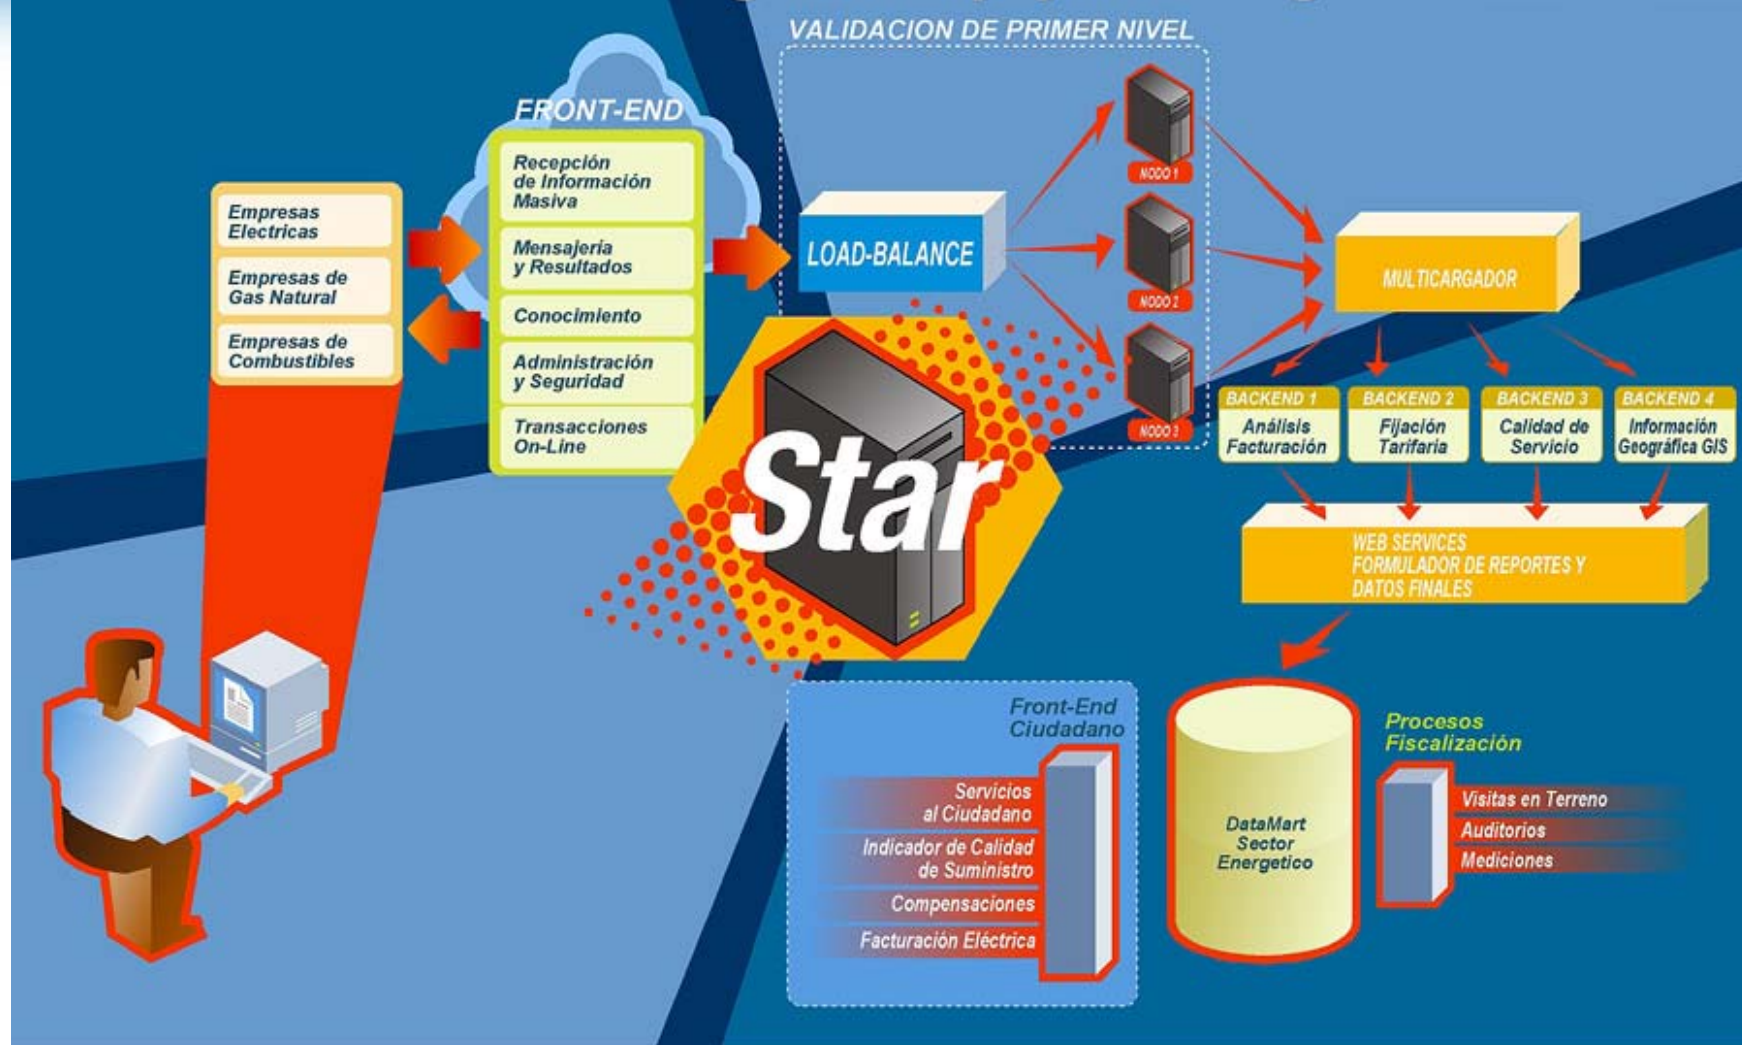 VALIDACION DE PRIMER NIVEL
FRONT-END
Recepción
de Información
Masiva
Mensajería
y Resultados
Conocimiento
Administración
y Seguridad
Transacciones
On-Line
Empresas
Electricas
Empresas de
Gas Natural
Empresas de
Combustibles
LOAD-BALANCE
NODO 1
NODO 2
NODO 3
MULTICARGADOR
BACKEND 1
Análisis
Facturación
BACKEND 2
Fijación
Tarifaria
BACKEND 3
Calidad de
Servicio
BACKEND 4
Información
Geográfica GIS
Star
WEB SERVICES
FORMULADOR DE REPORTES Y
DATOS FINALES
Front-End
Ciudadano
Servicios
al Ciudadano
Indicador de Calidad
de Suministro
Compensaciones
Facturación Eléctrica
DataMart
Sector
Energetico
Procesos
Fiscalización
Visitas en Terreno
Auditorios
Mediciones